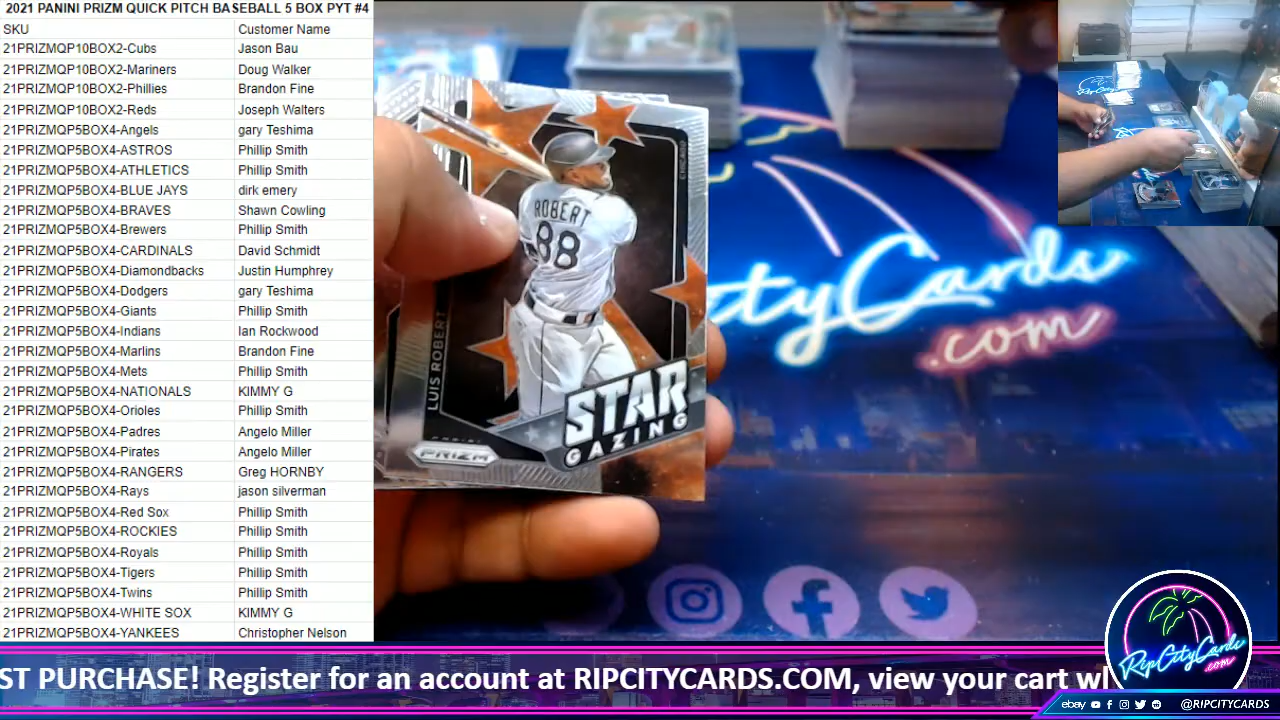 2021 PANINI PRIZM QUICK PITCH BASEBALL 5 BOX PYT #4
SKU Customer Name
21PRIZMQP10BOX2-Cubs Jason Bau
21PRIZMQP10BOX2-Mariners Doug Walker
21PRIZMQP10BOX2-Phillies Brandon Fine
21PRIZMQP10BOX2-Reds Joseph Walters
21PRIZMQP5BOX4-Angels gary Teshima
21PRIZMQP5BOX4-ASTROS Phillip Smith
21PRIZMQP5BOX4-ATHLETICS Phillip Smith
21PRIZMQP5BOX4-BLUE JAYS dirk emery
21PRIZMQP5BOX4-BRAVES Shawn Cowling
21PRIZMQP5BOX4-Brewers Phillip Smith
21PRIZMQP5BOX4-CARDINALS David Schmidt
21PRIZMQP5BOX4-Diamondbacks Justin Humphrey
21PRIZMQP5BOX4-Dodgers gary Teshima
21PRIZMQP5BOX4-Giants Phillip Smith
21PRIZMQP5BOX4-Indians Ian Rockwood
21PRIZMQP5BOX4-Marlins Brandon Fine
21PRIZMQP5BOX4-Mets Phillip Smith
21PRIZMQP5BOX4-NATIONALS KIMMY G
21PRIZMQP5BOX4-Orioles Phillip Smith
21PRIZMQP5BOX4-Padres Angelo Miller
21PRIZMQP5BOX4-Pirates Angelo Miller
21PRIZMQP5BOX4-RANGERS Greg HORNBY
21PRIZMQP5BOX4-Rays jason silverman
21PRIZMQP5BOX4-Red Sox Phillip Smith
21PRIZMQP5BOX4-ROCKIES Phillip Smith
21PRIZMQP5BOX4-Royals Phillip Smith
21PRIZMQP5BOX4-Tigers Phillip Smith
21PRIZMQP5BOX4-Twins Phillip Smith
21PRIZMQP5BOX4-WHITE SOX KIMMY G
21PRIZMQP5BOX4-YANKEES Christopher Nelson
CHICAGO
ROBERT
88
LUIS ROBERT
STAR
GAZING
PANINI
PRIZM
ityCards
.com
ST PURCHASE! Register for an account at RIPCITYCARDS.COM, view your cart wh
RipCityCards
.com
ebay @RIPCITYCARDS